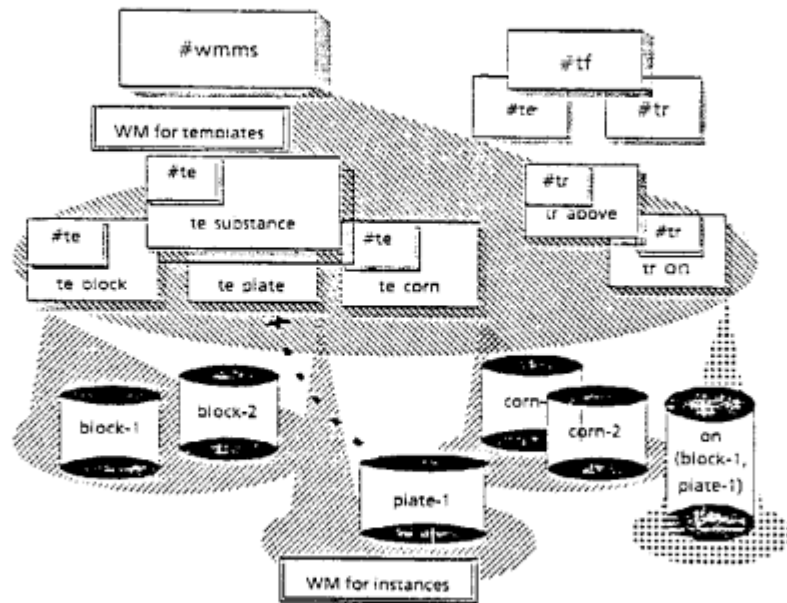 #wmms
#tf
#te
#tr
WM for templates
#te
te substance
#tr
tr above
#te
te block
te plate
#te
te corn
#tr
tr on
block-1
block-2
corn-
corn-2
plate-1
on
(block-1,
plate-1)
WM for instances